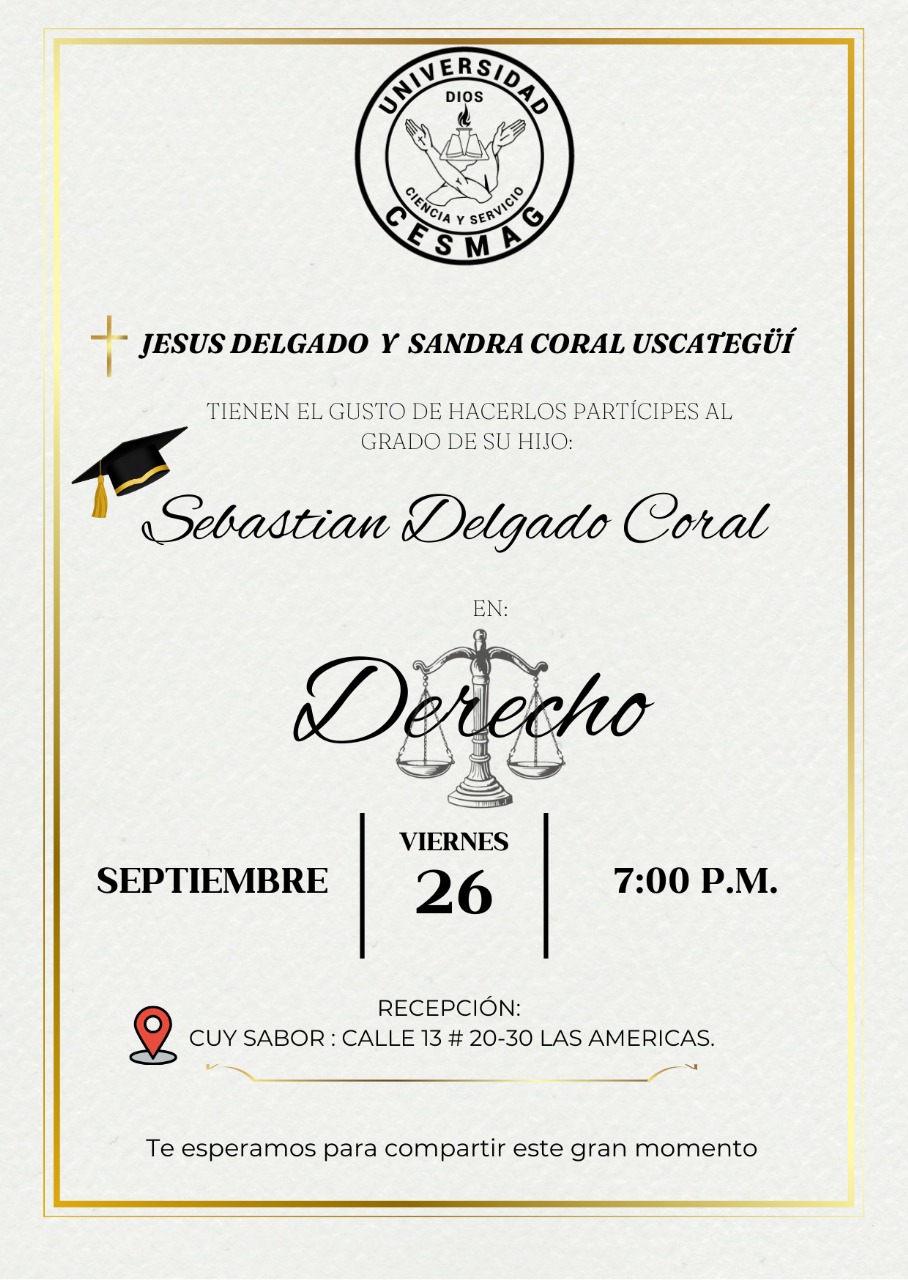 UNIVERSIDAD
DIOS
CIENCIA Y SERVICIO
CESMAG
JESUS DELGADO Y SANDRA CORAL USCATEGÜÍ
TIENEN EL GUSTO DE HACERLOS PARTÍCIPES AL
GRADO DE SU HIJO:
Sebastian Delgado Coral
EN:
Derecho
SEPTIEMBRE
VIERNES
26
7:00 P.M.
RECEPCIÓN:
CUY SABOR : CALLE 13 # 20-30 LAS AMERICAS.
Te esperamos para compartir este gran momento